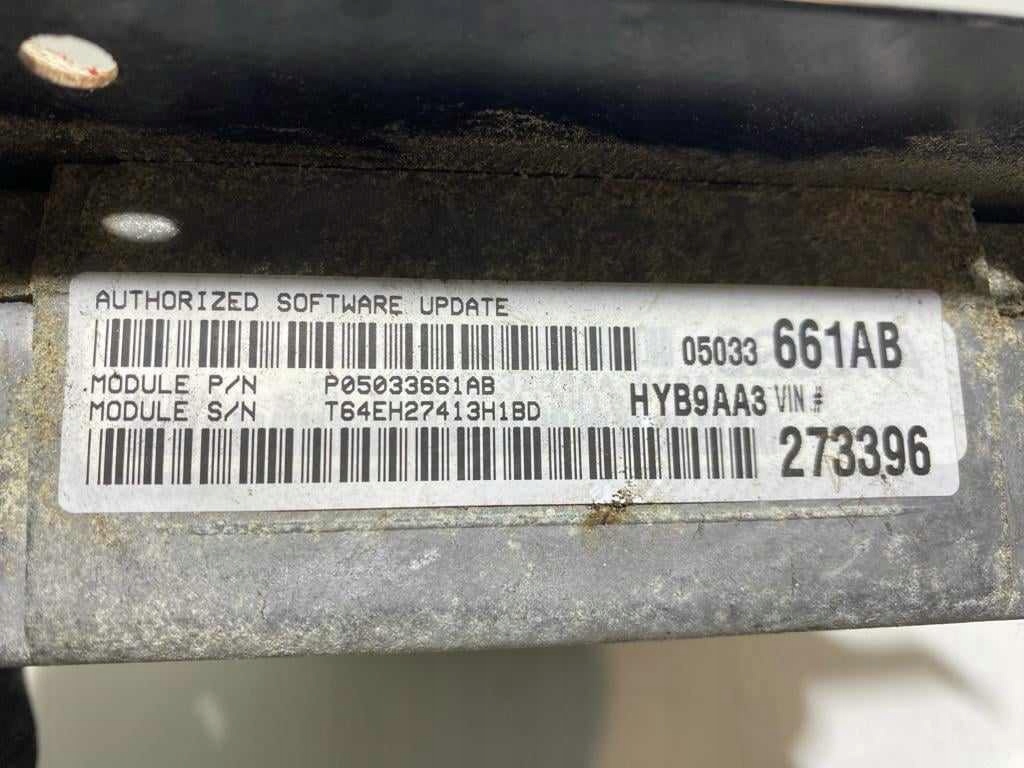 AUTHORIZED SOFTWARE UPDATE
05033 661AB
MODULE P/N P05033661AB
MODULE S/N T64EH27413H1BD
HYB9AA3 VIN #
273396